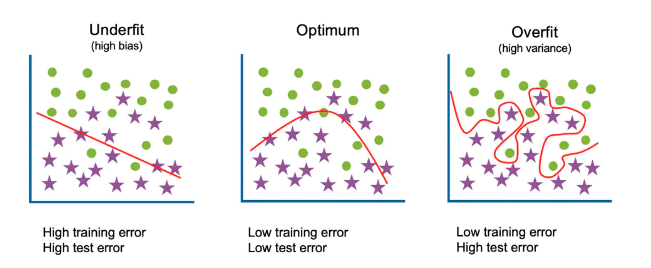 Underfit
(high bias)
Optimum
Overfit
(high variance)
High training error
High test error
Low training error
Low test error
Low training error
High test error